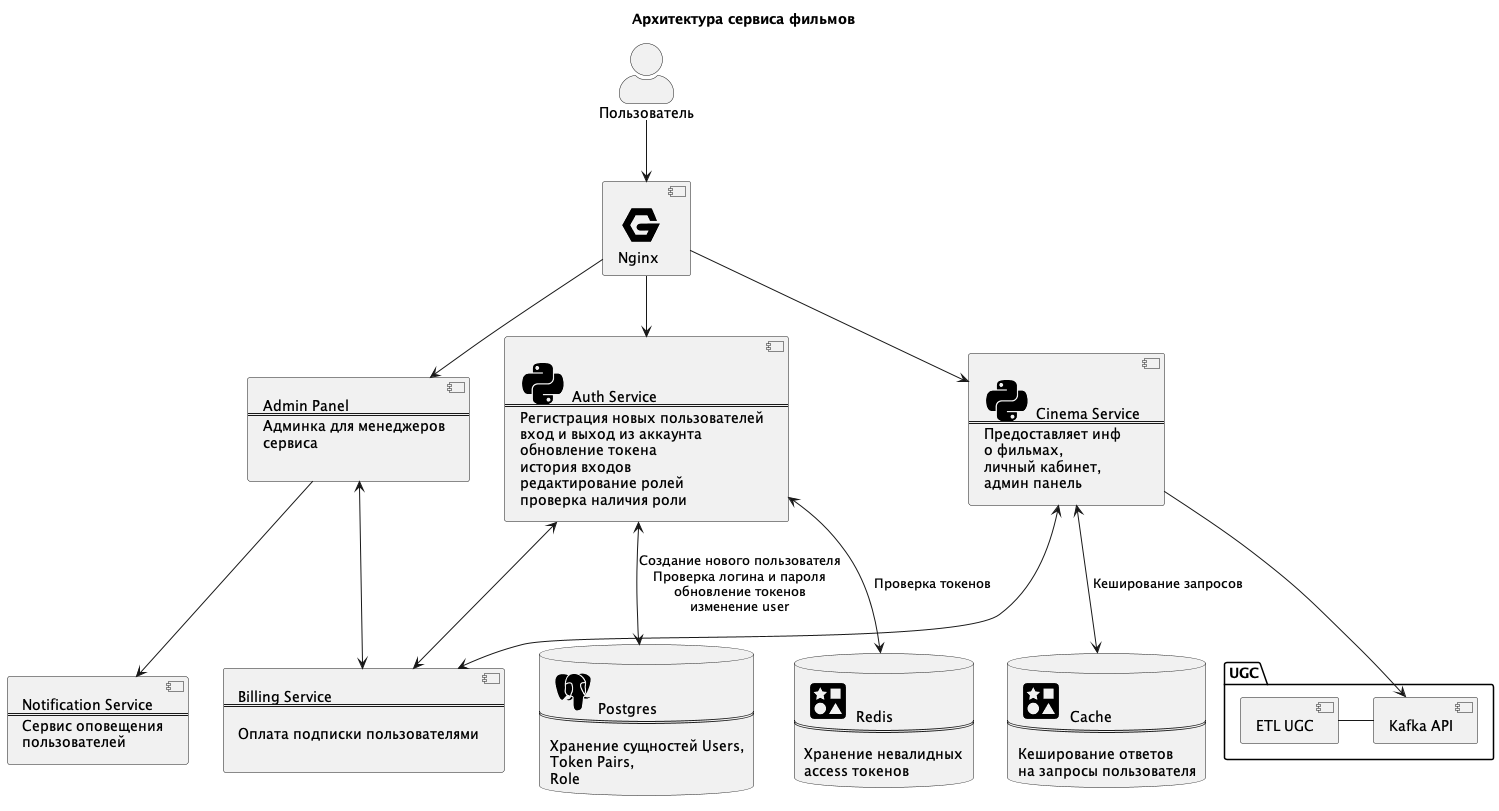 Архитектура сервиса фильмов
Пользователь
Nginx
Admin Panel
Админка для менеджеров
сервиса
Auth Service
Регистрация новых пользователей
вход и выход из аккаунта
обновление токена
история входов
редактирование ролей
проверка наличия роли
Cinema Service
Предоставляет инф
о фильмах,
личный кабинет,
админ панель
Создание нового пользователя
Проверка логина и пароля
обновление токенов
изменение user
Проверка токенов
Кеширование запросов
Notification Service
Сервис оповещения
пользователей
Billing Service
Оплата подписки пользователями
Postgres
Хранение сущностей Users,
Token Pairs,
Role
Redis
Хранение невалидных
access токенов
Cache
Кеширование ответов
на запросы пользователя
UGC
ETL UGC
Kafka API